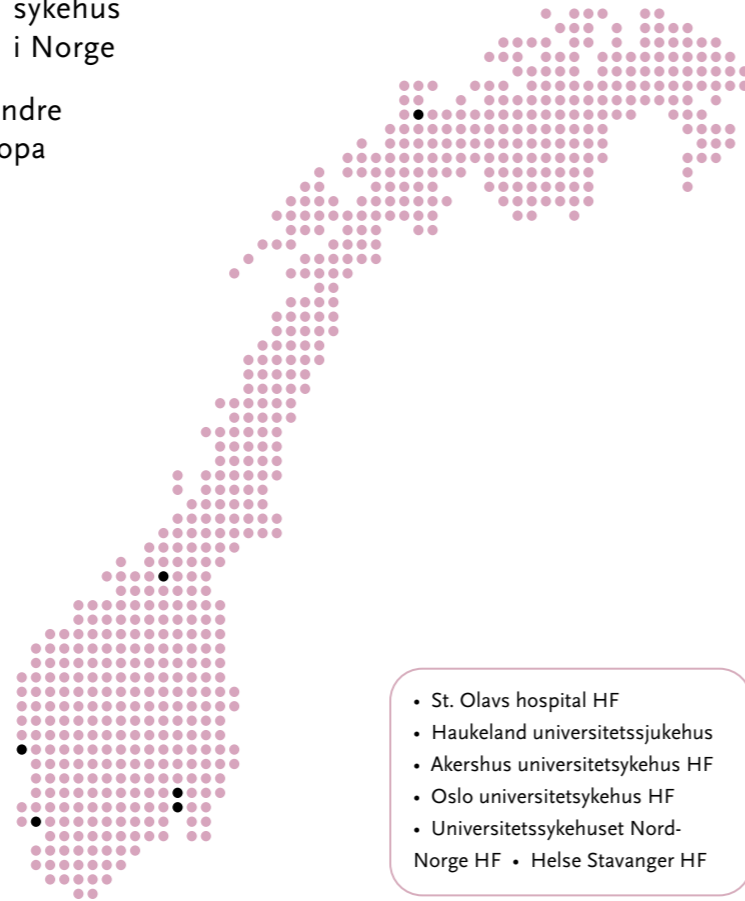 sykehus
i Norge
ndre
opa
• St. Olavs hospital HF
• Haukeland universitetssjukehus
• Akershus universitetsykehus HF
• Oslo universitetsykehus HF
• Universitetssykehuset Nord-
Norge HF • Helse Stavanger HF